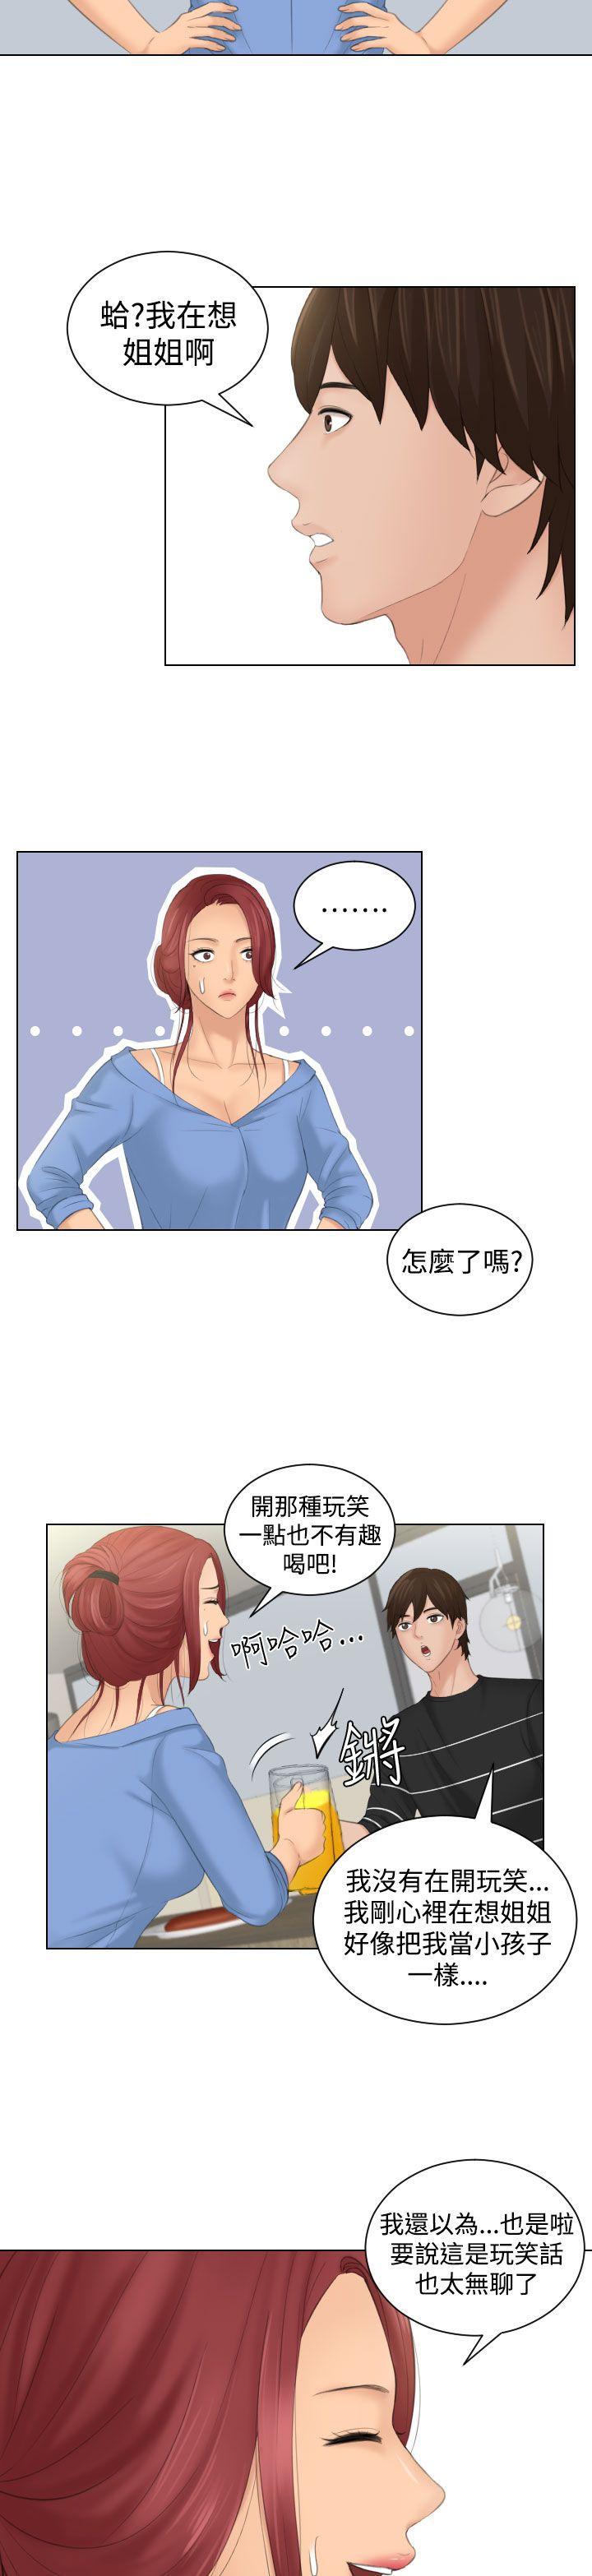 蛤?我在想
姐姐啊
.......
怎麼了嗎?
開那種玩笑
一點也不有趣
喝吧!
啊哈哈...
鏘
我沒有在開玩笑...
我剛心裡在想姐姐
好像把我當小孩子
一樣....
我還以為...也是啦
要說這是玩笑話
也太無聊了